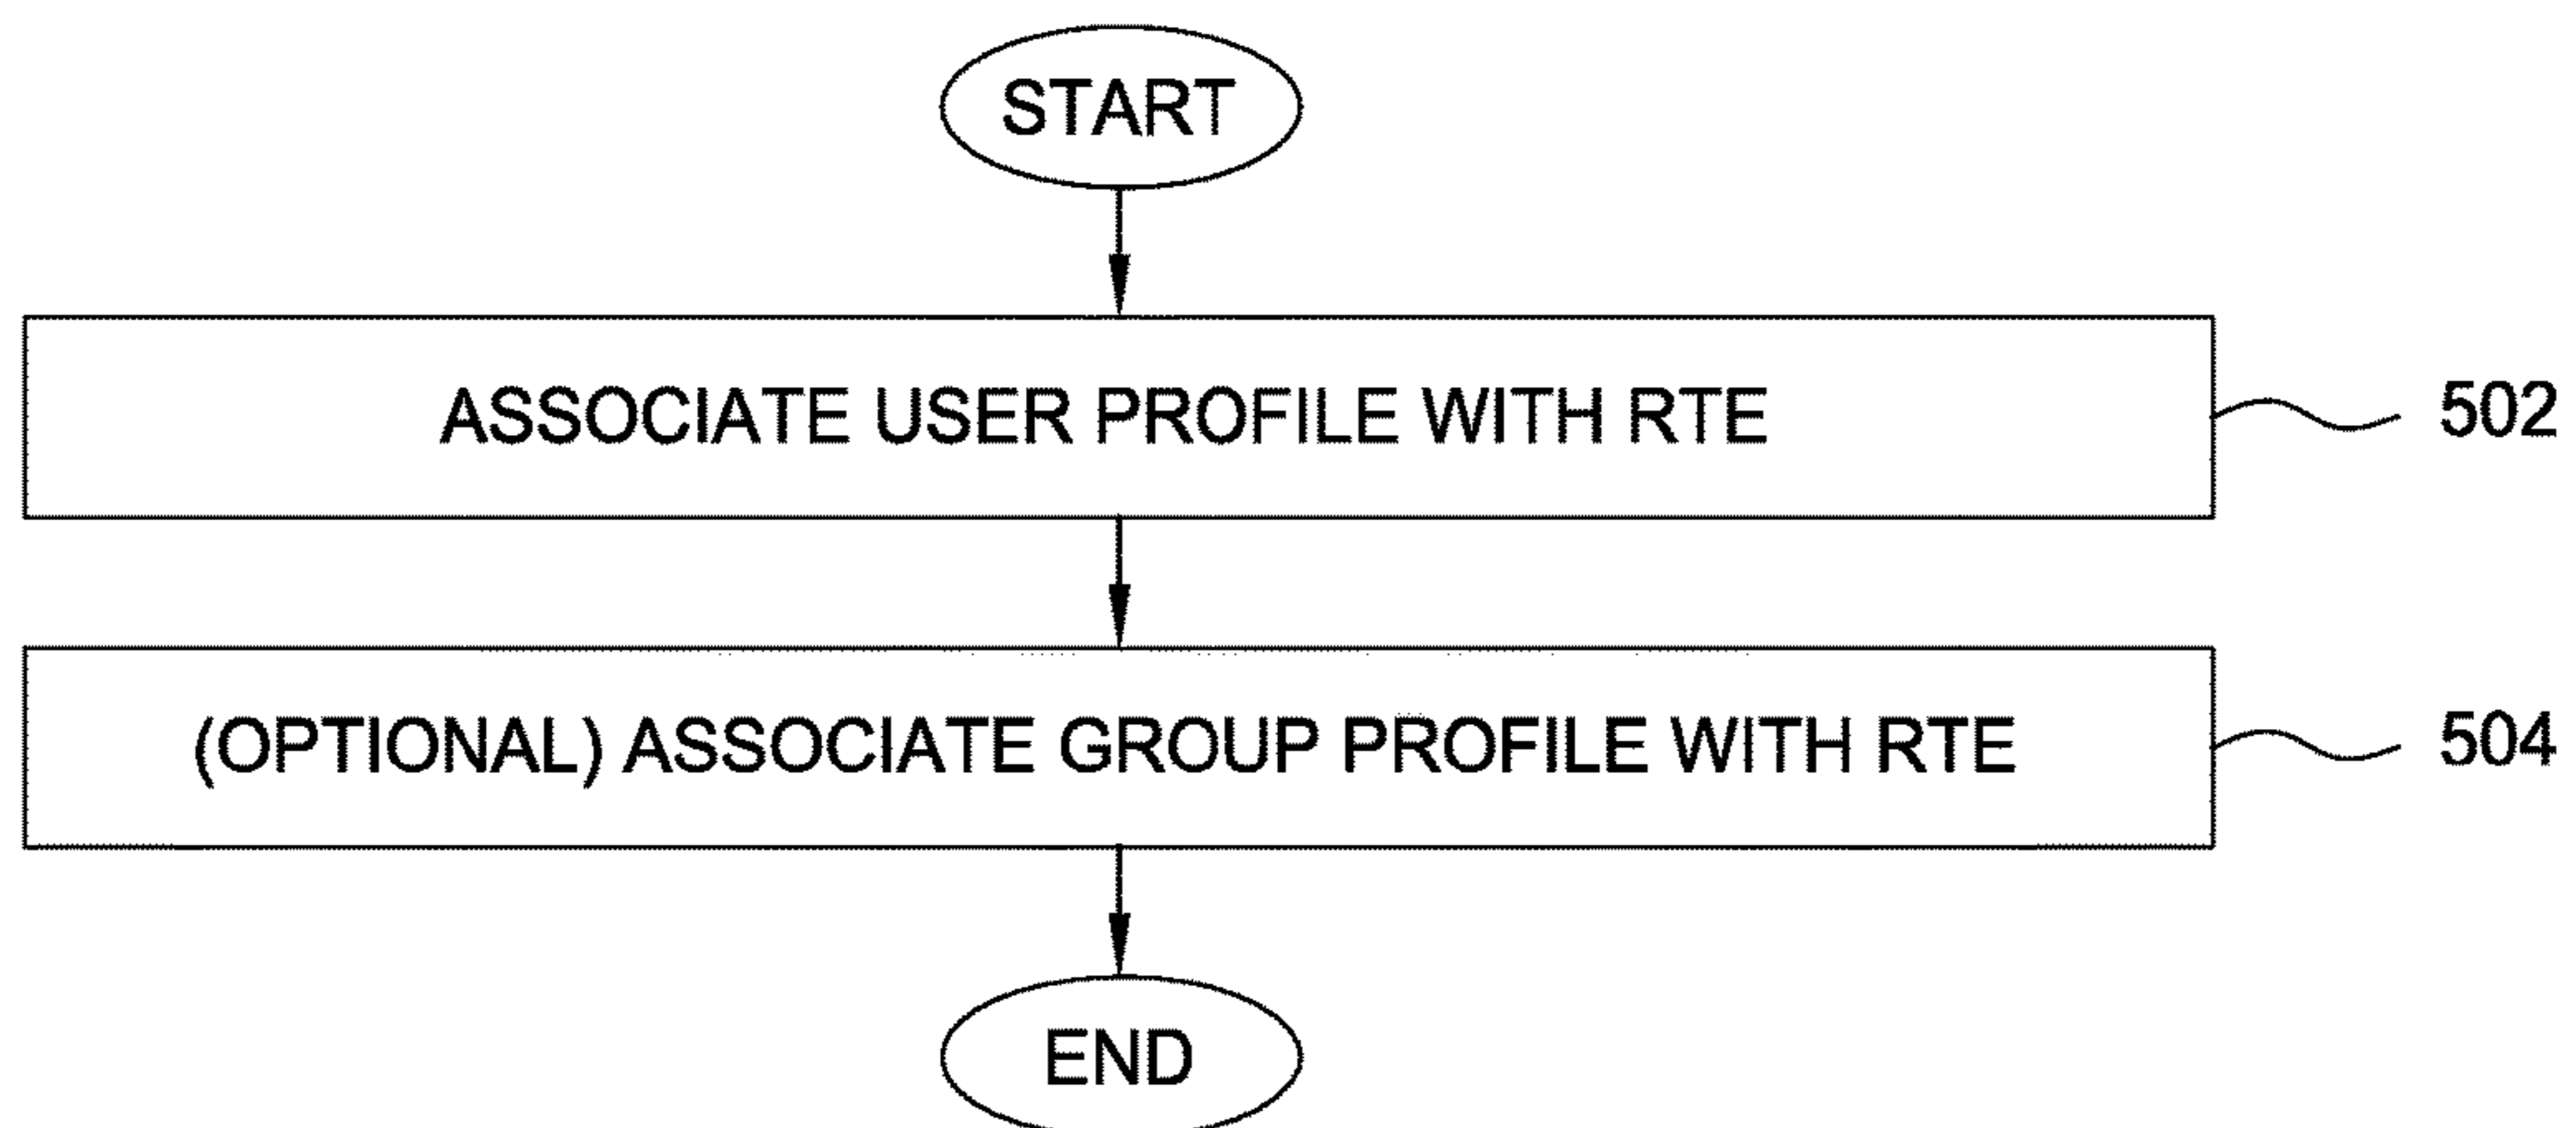 START
ASSOCIATE USER PROFILE WITH RTE
502
(OPTIONAL) ASSOCIATE GROUP PROFILE WITH RTE
504
END